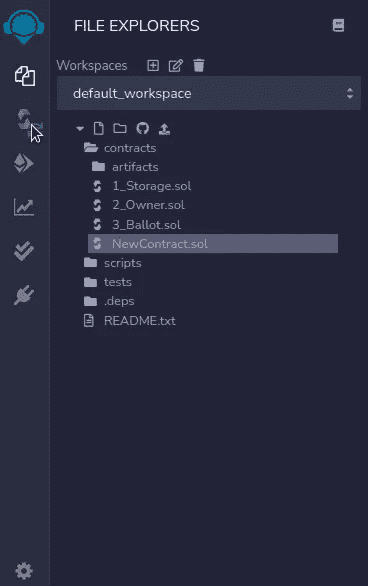 FILE EXPLORERS
Workspaces
default_workspace
contracts
artifacts
1_Storage.sol
2_Owner.sol
3_Ballot.sol
NewContract.sol
scripts
tests
.deps
README.txt